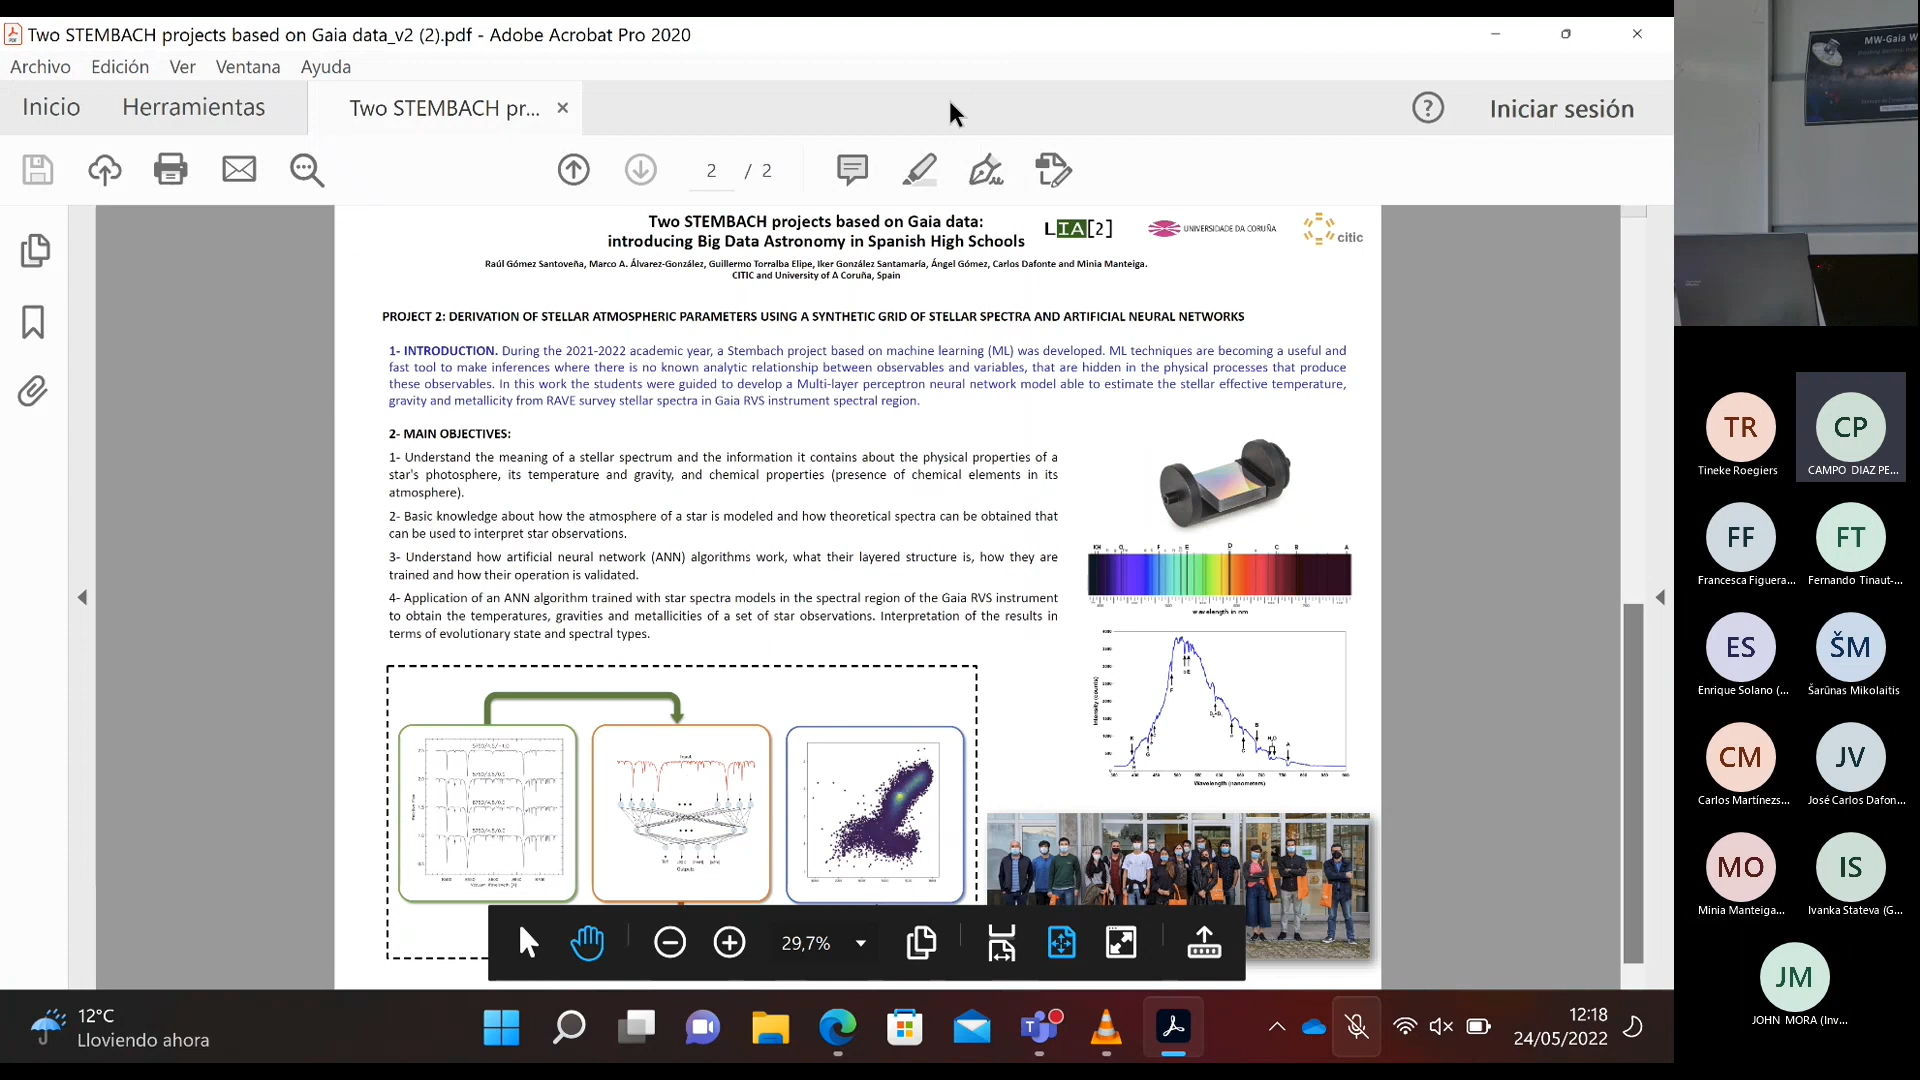 Two STEMBACH projects based on Gaia data_v2 (2).pdf - Adobe Acrobat Pro 2020
Archivo Edición Ver Ventana Ayuda
Inicio Herramientas Two STEMBACH pr... Iniciar sesión
2 / 2
Two STEMBACH projects based on Gaia data:
introducing Big Data Astronomy in Spanish High Schools
LIA[2] UNIVERSIDADE DA CORUÑA citic
Raúl Gómez Santoveña, Marco A. Álvarez-González, Guillermo Torralba Elipe, Iker González Santamaría, Ángel Gómez, Carlos Dafonte and Minia Manteiga.
CITIC and University of A Coruña, Spain
PROJECT 2: DERIVATION OF STELLAR ATMOSPHERIC PARAMETERS USING A SYNTHETIC GRID OF STELLAR SPECTRA AND ARTIFICIAL NEURAL NETWORKS
1- INTRODUCTION. During the 2021-2022 academic year, a Stembach project based on machine learning (ML) was developed. ML techniques are becoming a useful and
fast tool to make inferences where there is no known analytic relationship between observables and variables, that are hidden in the physical processes that produce
these observables. In this work the students were guided to develop a Multi-layer perceptron neural network model able to estimate the stellar effective temperature,
gravity and metallicity from RAVE survey stellar spectra in Gaia RVS instrument spectral region.
2- MAIN OBJECTIVES:
1- Understand the meaning of a stellar spectrum and the information it contains about the physical properties of a
star's photosphere, its temperature and gravity, and chemical properties (presence of chemical elements in its
atmosphere).
2- Basic knowledge about how the atmosphere of a star is modeled and how theoretical spectra can be obtained that
can be used to interpret star observations.
3- Understand how artificial neural network (ANN) algorithms work, what their layered structure is, how they are
trained and how their operation is validated.
4- Application of an ANN algorithm trained with star spectra models in the spectral region of the Gaia RVS instrument
to obtain the temperatures, gravities and metallicities of a set of star observations. Interpretation of the results in
terms of evolutionary state and spectral types.
wavelength in nm
Intensity (counts)
Wavelength (nanometers)
Input
Outputs
29,7%
12°C
Lloviendo ahora
12:18
24/05/2022
MW-Gaia W
TR CP
Tineke Roegiers CAMPO DIAZ PE...
FF FT
Francesca Figuera... Fernando Tinaut-...
ES ŠM
Enrique Solano (... Šarūnas Mikolaitis
CM JV
Carlos Martínezs... José Carlos Dafon...
MO IS
Minia Manteiga... Ivanka Stateva (G...
JM
JOHN MORA (Inv...